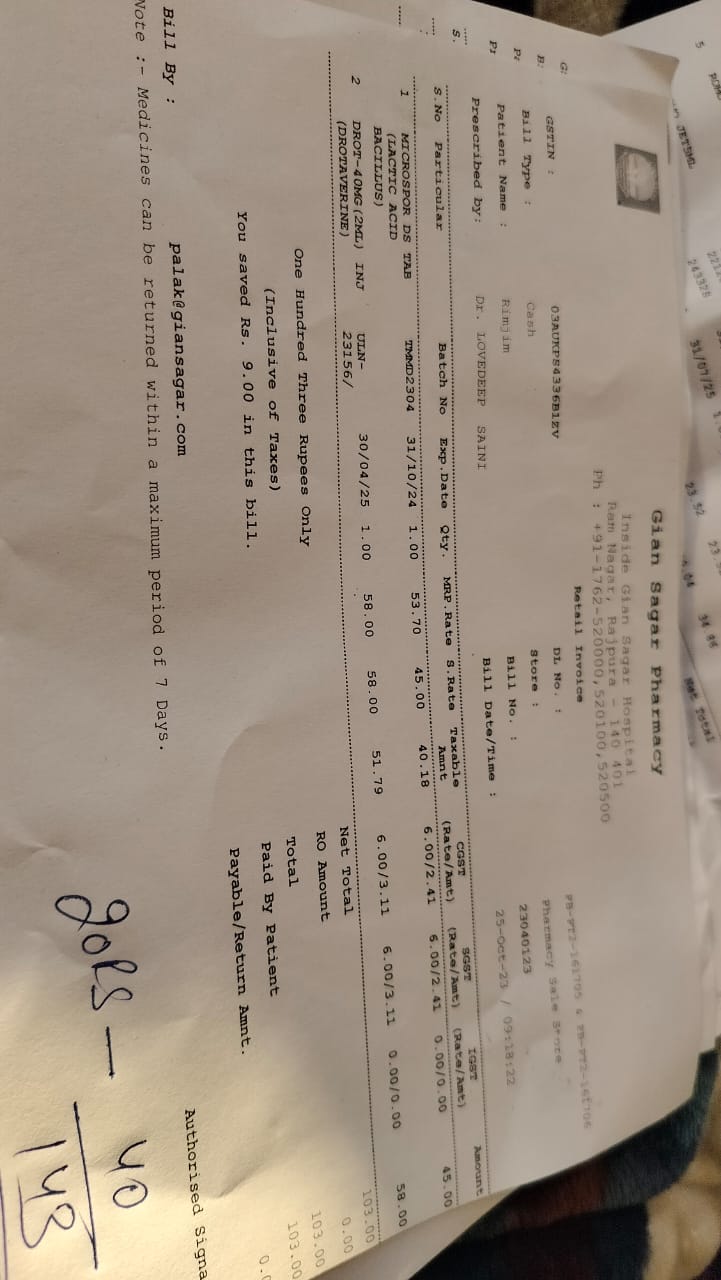 Gian Sagar Pharmacy
Inside Gian Sagar Hospital
Ram Nagar, Rajpura - 140 401
Ph : +91-1762-520000,520100,520500
Retail Invoice
GSTIN : 03AUKPS4336B1ZV DL No. : PB-PT2-161705 & PB-PT2-161706
Bill Type : Cash Store : Pharmacy Sale Store
Patient Name : Rimjim Bill No. : 23040123
Prescribed by: Dr. LOVEDEEP SAINI Bill Date/Time : 25-Oct-23 / 09:18:22
S.No Particular Batch No Exp.Date Qty. MRP.Rate S.Rate Taxable Amnt CGST (Rate/Amt) SGST (Rate/Amt) IGST (Rate/Amt) Amount
1 MICROSPOR DS TAB TMMD2304 31/10/24 1.00 53.70 45.00 40.18 6.00/2.41 6.00/2.41 0.00/0.00 45.00
(LACTIC ACID
BACILLUS)
2 DROT-40MG(2ML) INJ ULN- 30/04/25 1.00 58.00 58.00 51.79 6.00/3.11 6.00/3.11 0.00/0.00 58.00
(DROTAVERINE) 23156/
Net Total 103.00
RO Amount 0.00
One Hundred Three Rupees Only Total 103.00
(Inclusive of Taxes) Paid By Patient 103.00
You saved Rs. 9.00 in this bill. Payable/Return Amnt. 0.0
Bill By : palak@giansagar.com Authorised Signa
Note :- Medicines can be returned within a maximum period of 7 Days.
40
143
31/07/25
23.52
Net Total